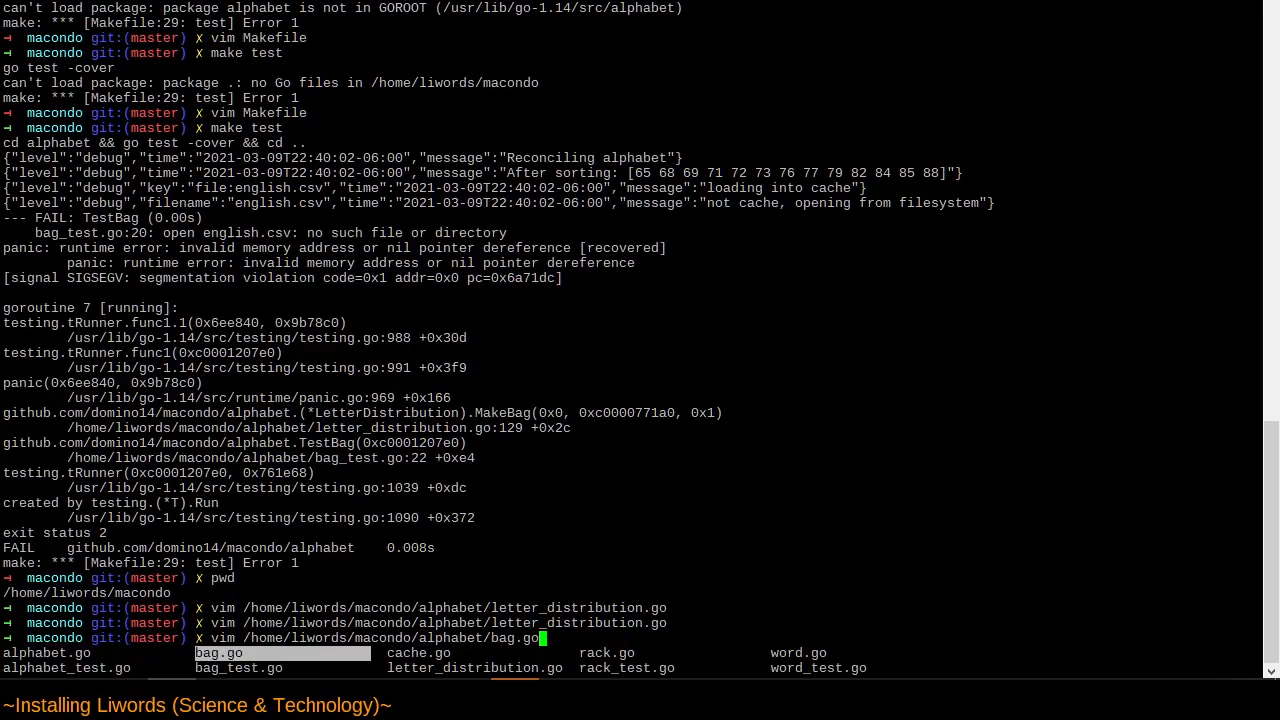 can't load package: package alphabet is not in GOROOT (/usr/lib/go-1.14/src/alphabet)
make: *** [Makefile:29: test] Error 1
⊣  macondo git:(master) ✗ vim Makefile
⊣  macondo git:(master) ✗ make test
go test -cover
can't load package: package .: no Go files in /home/liwords/macondo
make: *** [Makefile:29: test] Error 1
⊣  macondo git:(master) ✗ vim Makefile
⊣  macondo git:(master) ✗ make test
cd alphabet && go test -cover && cd ..
{"level":"debug","time":"2021-03-09T22:40:02-06:00","message":"Reconciling alphabet"}
{"level":"debug","time":"2021-03-09T22:40:02-06:00","message":"After sorting: [65 68 69 71 72 73 76 77 79 82 84 85 88]"}
{"level":"debug","key":"file:english.csv","time":"2021-03-09T22:40:02-06:00","message":"loading into cache"}
{"level":"debug","filename":"english.csv","time":"2021-03-09T22:40:02-06:00","message":"not cache, opening from filesystem"}
--- FAIL: TestBag (0.00s)
    bag_test.go:20: open english.csv: no such file or directory
panic: runtime error: invalid memory address or nil pointer dereference [recovered]
        panic: runtime error: invalid memory address or nil pointer dereference
[signal SIGSEGV: segmentation violation code=0x1 addr=0x0 pc=0x6a71dc]

goroutine 7 [running]:
testing.tRunner.func1.1(0x6ee840, 0x9b78c0)
        /usr/lib/go-1.14/src/testing/testing.go:988 +0x30d
testing.tRunner.func1(0xc0001207e0)
        /usr/lib/go-1.14/src/testing/testing.go:991 +0x3f9
panic(0x6ee840, 0x9b78c0)
        /usr/lib/go-1.14/src/runtime/panic.go:969 +0x166
github.com/domino14/macondo/alphabet.(*LetterDistribution).MakeBag(0x0, 0xc0000771a0, 0x1)
        /home/liwords/macondo/alphabet/letter_distribution.go:129 +0x2c
github.com/domino14/macondo/alphabet.TestBag(0xc0001207e0)
        /home/liwords/macondo/alphabet/bag_test.go:22 +0xe4
testing.tRunner(0xc0001207e0, 0x761e68)
        /usr/lib/go-1.14/src/testing/testing.go:1039 +0xdc
created by testing.(*T).Run
        /usr/lib/go-1.14/src/testing/testing.go:1090 +0x372
exit status 2
FAIL    github.com/domino14/macondo/alphabet    0.008s
make: *** [Makefile:29: test] Error 1
⊣  macondo git:(master) ✗ pwd
/home/liwords/macondo
⊣  macondo git:(master) ✗ vim /home/liwords/macondo/alphabet/letter_distribution.go
⊣  macondo git:(master) ✗ vim /home/liwords/macondo/alphabet/letter_distribution.go
⊣  macondo git:(master) ✗ vim /home/liwords/macondo/alphabet/bag.go
alphabet.go             bag.go                  cache.go                rack.go                 word.go
alphabet_test.go        bag_test.go             letter_distribution.go  rack_test.go            word_test.go
~Installing Liwords (Science & Technology)~